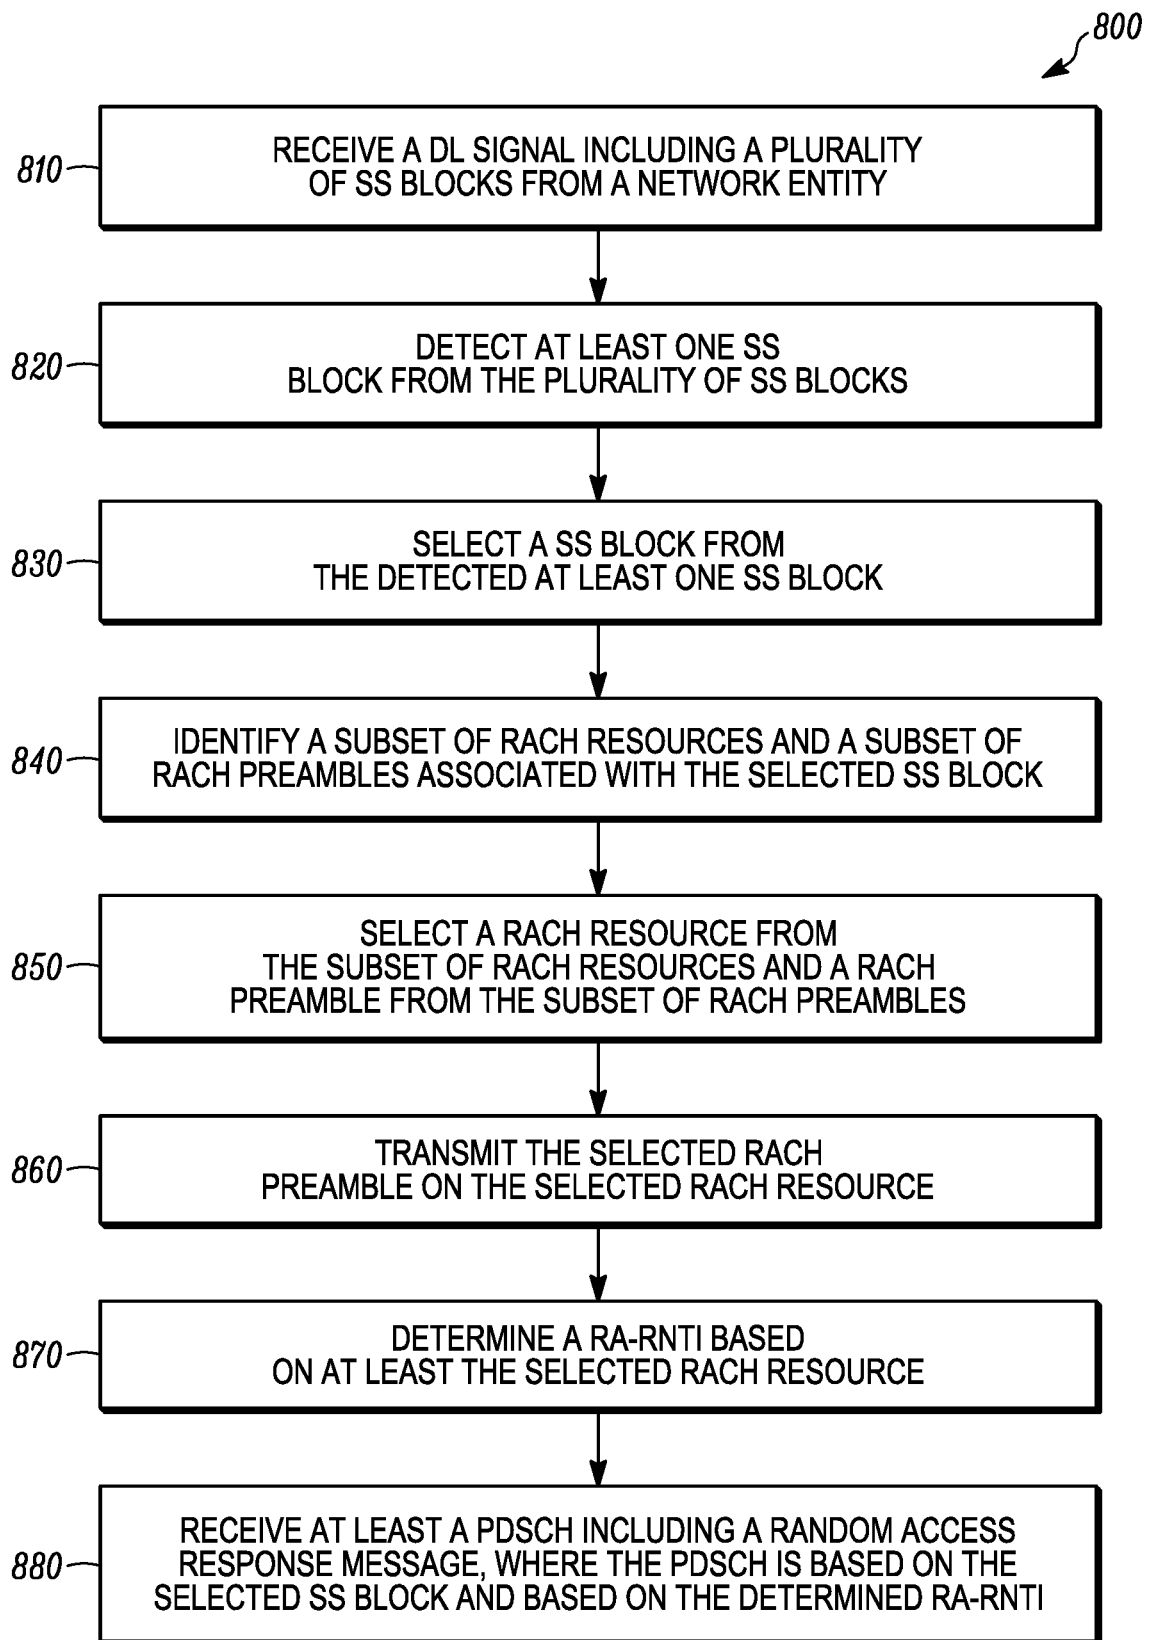 800
810
RECEIVE A DL SIGNAL INCLUDING A PLURALITY
OF SS BLOCKS FROM A NETWORK ENTITY
820
DETECT AT LEAST ONE SS
BLOCK FROM THE PLURALITY OF SS BLOCKS
830
SELECT A SS BLOCK FROM
THE DETECTED AT LEAST ONE SS BLOCK
840
IDENTIFY A SUBSET OF RACH RESOURCES AND A SUBSET OF
RACH PREAMBLES ASSOCIATED WITH THE SELECTED SS BLOCK
850
SELECT A RACH RESOURCE FROM
THE SUBSET OF RACH RESOURCES AND A RACH
PREAMBLE FROM THE SUBSET OF RACH PREAMBLES
860
TRANSMIT THE SELECTED RACH
PREAMBLE ON THE SELECTED RACH RESOURCE
870
DETERMINE A RA-RNTI BASED
ON AT LEAST THE SELECTED RACH RESOURCE
880
RECEIVE AT LEAST A PDSCH INCLUDING A RANDOM ACCESS
RESPONSE MESSAGE, WHERE THE PDSCH IS BASED ON THE
SELECTED SS BLOCK AND BASED ON THE DETERMINED RA-RNTI